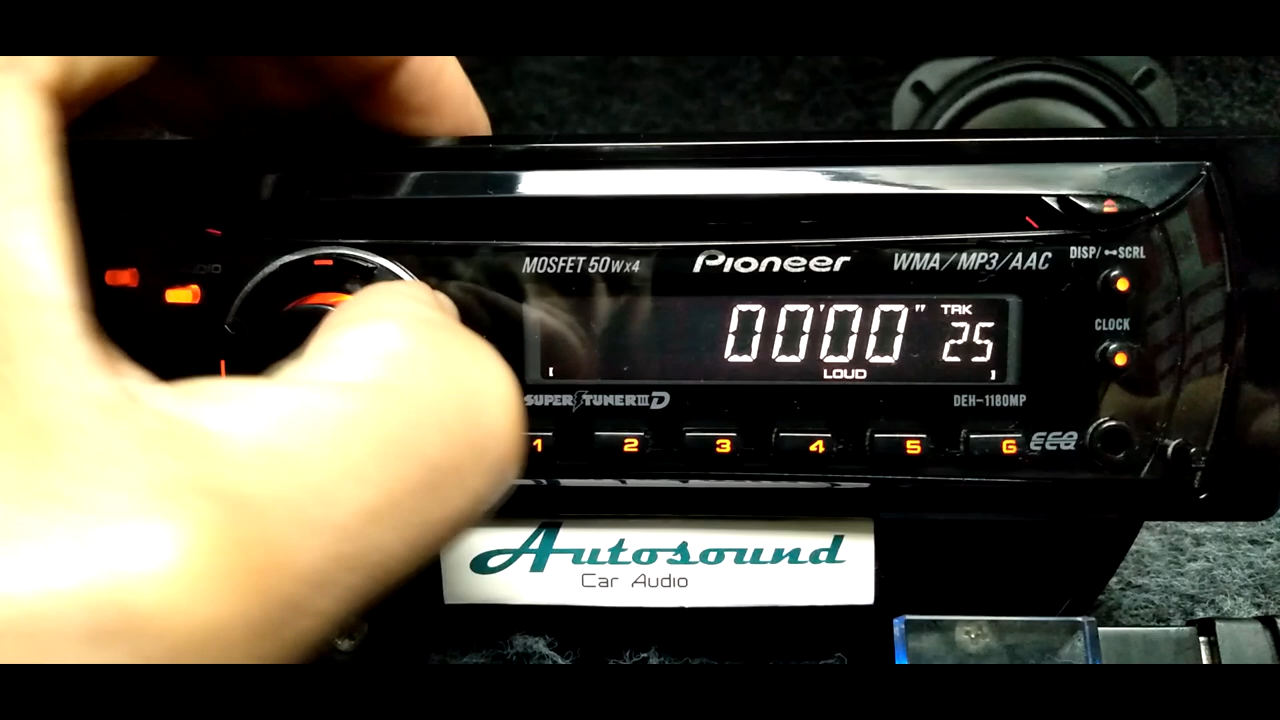 MOSFET 50Wx4
Pioneer
WMA/MP3/AAC
DISP/ SCRL
00'00"
TRK
25
CLOCK
LOUD
SUPER TUNER III D
DEH-1180MP
1 2 3 4 5 6
EEQ
Autosound
Car Audio